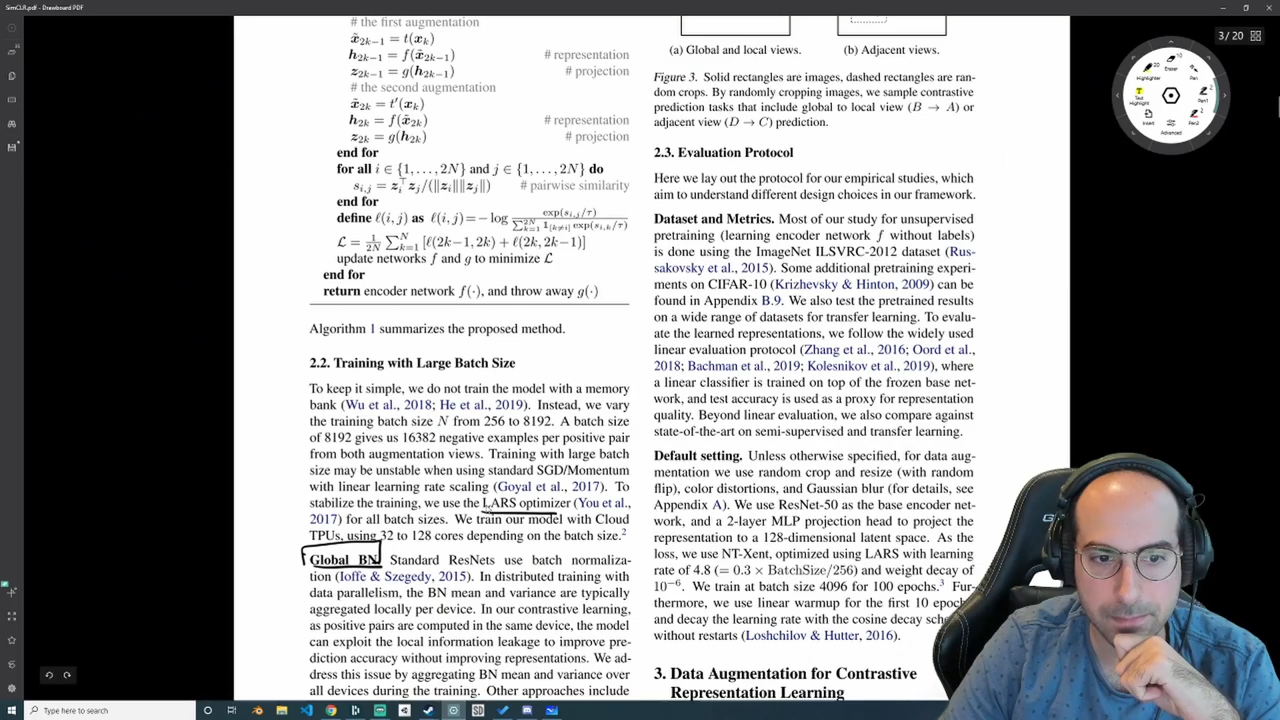 SimCLR.pdf - Drawboard PDF
3/20
# the first augmentation
x̃₂ₖ₋₁ = t(xₖ)
h₂ₖ₋₁ = f(x̃₂ₖ₋₁) # representation
z₂ₖ₋₁ = g(h₂ₖ₋₁) # projection
# the second augmentation
x̃₂ₖ = t′(xₖ)
h₂ₖ = f(x̃₂ₖ) # representation
z₂ₖ = g(h₂ₖ) # projection
end for
for all i ∈ {1, . . . , 2N} and j ∈ {1, . . . , 2N} do
sᵢ,ⱼ = zᵢ⊤zⱼ/(‖zᵢ‖‖zⱼ‖) # pairwise similarity
end for
define ℓ(i, j) as ℓ(i, j) = − log exp(sᵢ,ⱼ/τ) / ∑²ᴺₖ₌₁ 𝟙[k≠i] exp(sᵢ,ₖ/τ)
L = 1/2N ∑ᴺₖ₌₁ [ℓ(2k−1, 2k) + ℓ(2k, 2k−1)]
update networks f and g to minimize L
end for
return encoder network f(·), and throw away g(·)
Algorithm 1 summarizes the proposed method.
2.2. Training with Large Batch Size
To keep it simple, we do not train the model with a memory
bank (Wu et al., 2018; He et al., 2019). Instead, we vary
the training batch size N from 256 to 8192. A batch size
of 8192 gives us 16382 negative examples per positive pair
from both augmentation views. Training with large batch
size may be unstable when using standard SGD/Momentum
with linear learning rate scaling (Goyal et al., 2017). To
stabilize the training, we use the LARS optimizer (You et al.,
2017) for all batch sizes. We train our model with Cloud
TPUs, using 32 to 128 cores depending on the batch size.²
Global BN. Standard ResNets use batch normaliza-
tion (Ioffe & Szegedy, 2015). In distributed training with
data parallelism, the BN mean and variance are typically
aggregated locally per device. In our contrastive learning,
as positive pairs are computed in the same device, the model
can exploit the local information leakage to improve pre-
diction accuracy without improving representations. We ad-
dress this issue by aggregating BN mean and variance over
all devices during the training. Other approaches include
(a) Global and local views. (b) Adjacent views.
Figure 3. Solid rectangles are images, dashed rectangles are ran-
dom crops. By randomly cropping images, we sample contrastive
prediction tasks that include global to local view (B → A) or
adjacent view (D → C) prediction.
2.3. Evaluation Protocol
Here we lay out the protocol for our empirical studies, which
aim to understand different design choices in our framework.
Dataset and Metrics. Most of our study for unsupervised
pretraining (learning encoder network f without labels)
is done using the ImageNet ILSVRC-2012 dataset (Rus-
sakovsky et al., 2015). Some additional pretraining experi-
ments on CIFAR-10 (Krizhevsky & Hinton, 2009) can be
found in Appendix B.9. We also test the pretrained results
on a wide range of datasets for transfer learning. To evalu-
ate the learned representations, we follow the widely used
linear evaluation protocol (Zhang et al., 2016; Oord et al.,
2018; Bachman et al., 2019; Kolesnikov et al., 2019), where
a linear classifier is trained on top of the frozen base net-
work, and test accuracy is used as a proxy for representation
quality. Beyond linear evaluation, we also compare against
state-of-the-art on semi-supervised and transfer learning.
Default setting. Unless otherwise specified, for data aug-
mentation we use random crop and resize (with random
flip), color distortions, and Gaussian blur (for details, see
Appendix A). We use ResNet-50 as the base encoder net-
work, and a 2-layer MLP projection head to project the
representation to a 128-dimensional latent space. As the
loss, we use NT-Xent, optimized using LARS with learning
rate of 4.8 (= 0.3 × BatchSize/256) and weight decay of
10⁻⁶. We train at batch size 4096 for 100 epochs.³ Fur-
thermore, we use linear warmup for the first 10 epoch
and decay the learning rate with the cosine decay sch
without restarts (Loshchilov & Hutter, 2016).
3. Data Augmentation for Contrastive
Representation Learning
Highlighter
Eraser
Pen
Text Highlight
Pen1
Insert
Pen2
Advanced
Type here to search